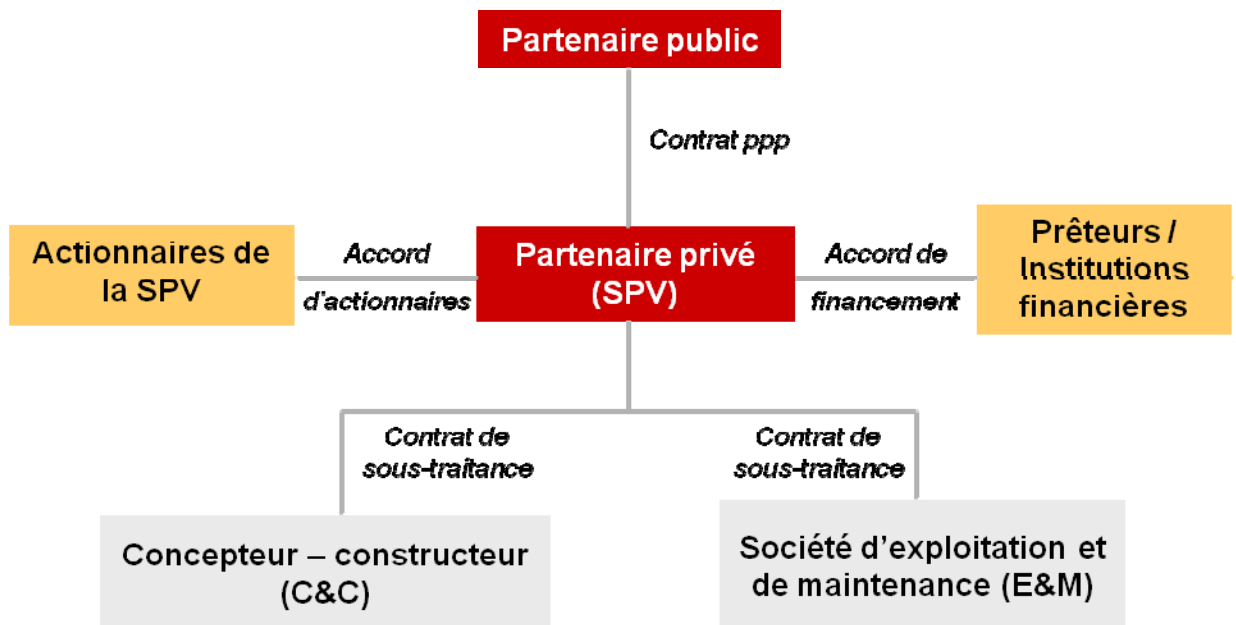 Partenaire public
Contrat ppp
Actionnaires de
la SPV
Accord
d'actionnaires
Partenaire privé
(SPV)
Accord de
financement
Prêteurs /
Institutions
financières
Contrat de
sous-traitance
Contrat de
sous-traitance
Concepteur – constructeur
(C&C)
Société d'exploitation et
de maintenance (E&M)